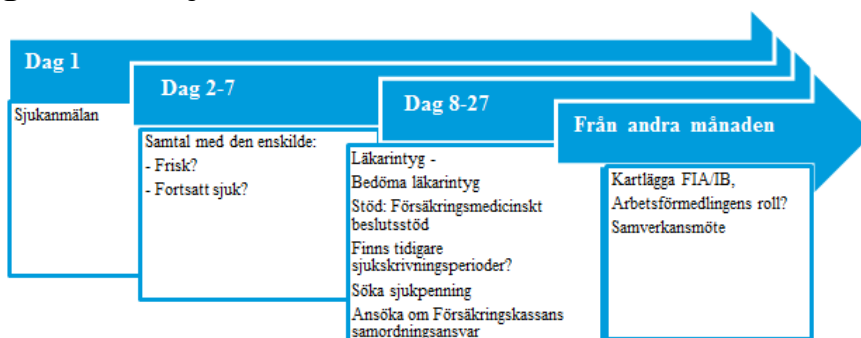 Dag 1
Sjukanmälan
Dag 2-7
Samtal med den enskilde:
- Frisk?
- Fortsatt sjuk?
Dag 8-27
Läkarintyg -
Bedöma läkarintyg
Stöd: Försäkringsmedicinskt
beslutsstöd
Finns tidigare
sjukskrivningsperioder?
Söka sjukpenning
Ansöka om Försäkringskassans
samordningsansvar
Från andra månaden
Kartlägga FIA/IB,
Arbetsförmedlingens roll?
Samverkansmöte